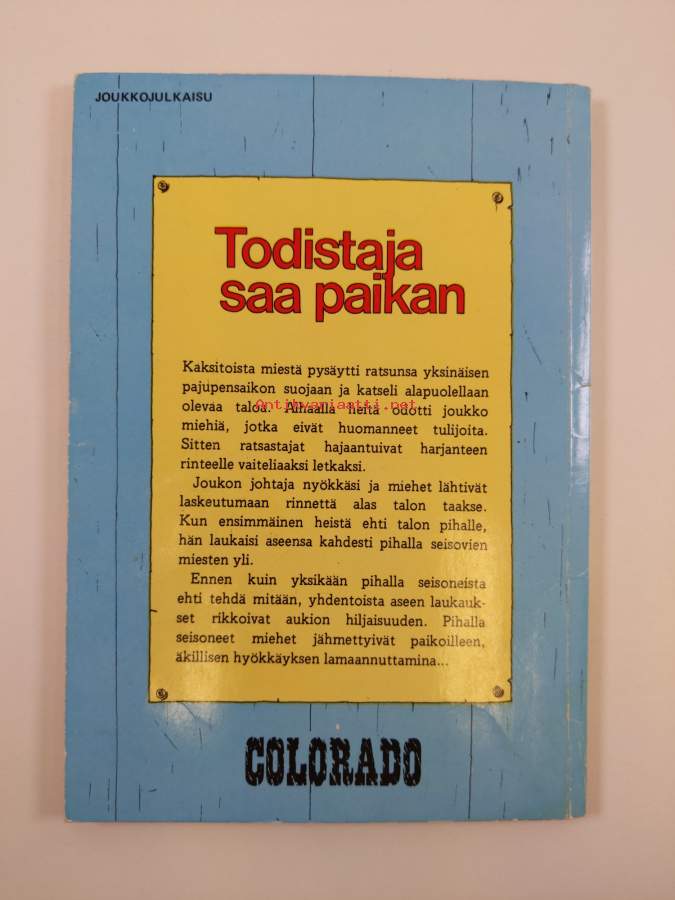 JOUKKOJULKAISU
Todistaja
saa paikan
Kaksitoista miestä pysäytti ratsunsa yksinäisen
pajupensaikon suojaan ja katseli alapuolellaan
Antikvariaatti.net
olevaa taloa. Alhaalla heitä odotti joukko
miehiä, jotka eivät huomanneet tulijoita.
Sitten ratsastajat hajaantuivat harjanteen
rinteelle vaiteliaaksi letkaksi.
Joukon johtaja nyökkäsi ja miehet lähtivät
laskeutumaan rinnettä alas talon taakse.
Kun ensimmäinen heistä ehti talon pihalle,
hän laukaisi aseensa kahdesti pihalla seisovien
miesten yli.
Ennen kuin yksikään pihalla seisoneista
ehti tehdä mitään, yhdentoista aseen laukauk-
set rikkoivat aukion hiljaisuuden. Pihalla
seisoneet miehet jähmettyivät paikoilleen,
äkillisen hyökkäyksen lamaannuttamina...
COLORADO